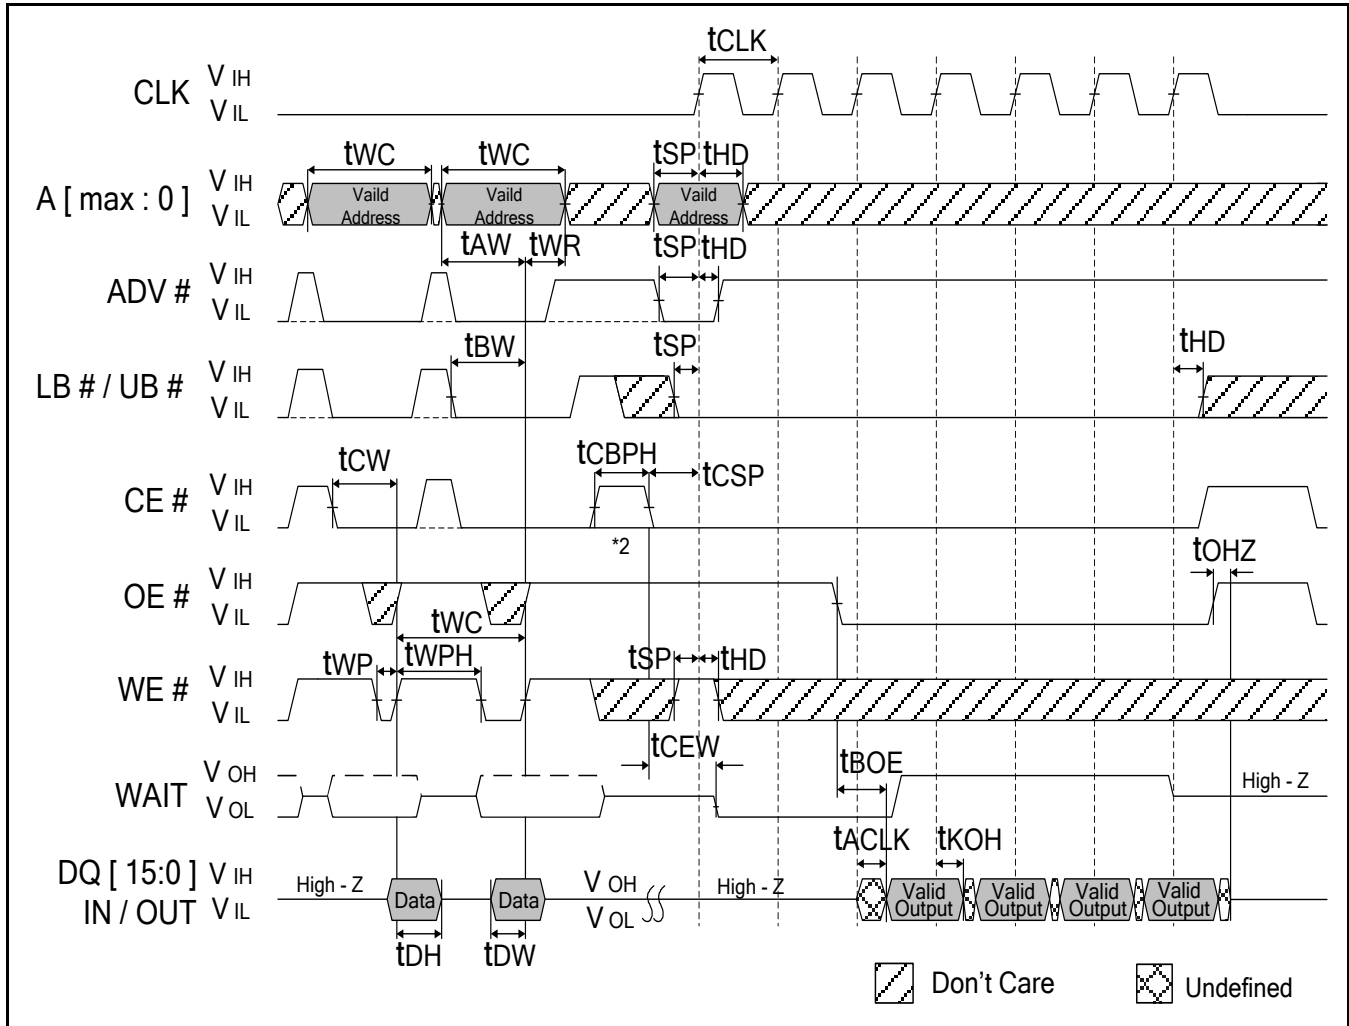 tCLK
CLK V IH
V IL
tWC tWC tSP tHD
A [ max : 0 ] V IH
V IL
Vaild Address Vaild Address Vaild Address
tAW tWR tSP tHD
ADV # V IH
V IL
tBW tSP tHD
LB # / UB # V IH
V IL
tCW tCBPH tCSP
CE # V IH
V IL
*2
tOHZ
OE # V IH
V IL
tWC
tWP tWPH tSP tHD
WE # V IH
V IL
tCEW tBOE
WAIT V OH
V OL
High - Z
tACLK tKOH
DQ [ 15:0 ] V IH
IN / OUT V IL
High - Z Data Data V OH
V OL
High - Z Valid Output Valid Output Valid Output Valid Output
tDH tDW
Don't Care Undefined